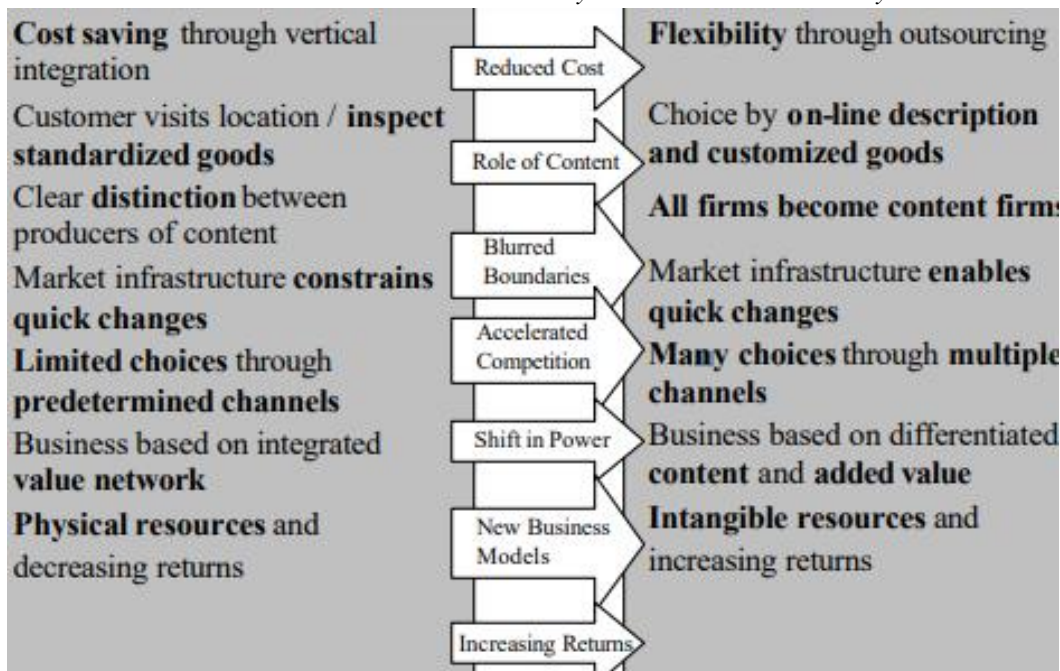 Cost saving through vertical
integration
Customer visits location / inspect
standardized goods
Clear distinction between
producers of content
Market infrastructure constrains
quick changes
Limited choices through
predetermined channels
Business based on integrated
value network
Physical resources and
decreasing returns
Reduced Cost
Role of Content
Blurred
Boundaries
Accelerated
Competition
Shift in Power
New Business
Models
Increasing Returns
Flexibility through outsourcing
Choice by on-line description
and customized goods
All firms become content firms
Market infrastructure enables
quick changes
Many choices through multiple
channels
Business based on differentiated
content and added value
Intangible resources and
increasing returns